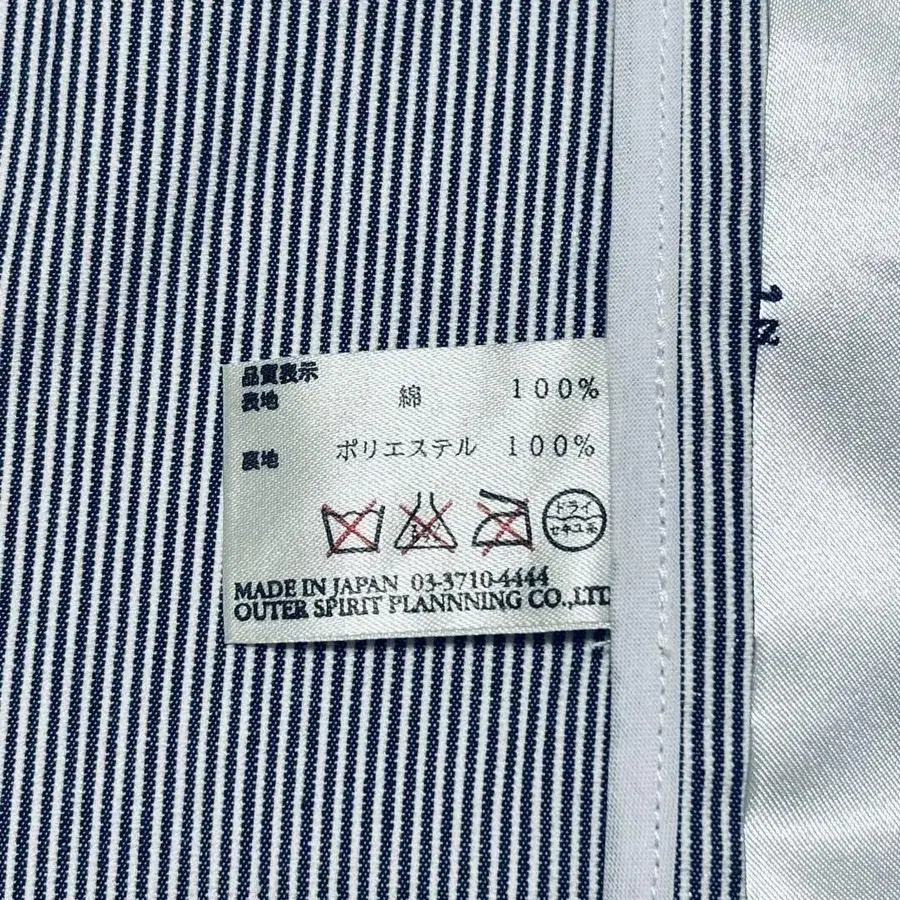 品質表示
表地 綿 100%
裏地 ポリエステル 100%
ドライ
セキユ系
MADE IN JAPAN 03-3710-4444
OUTER SPIRIT PLANNNING CO.,LTD